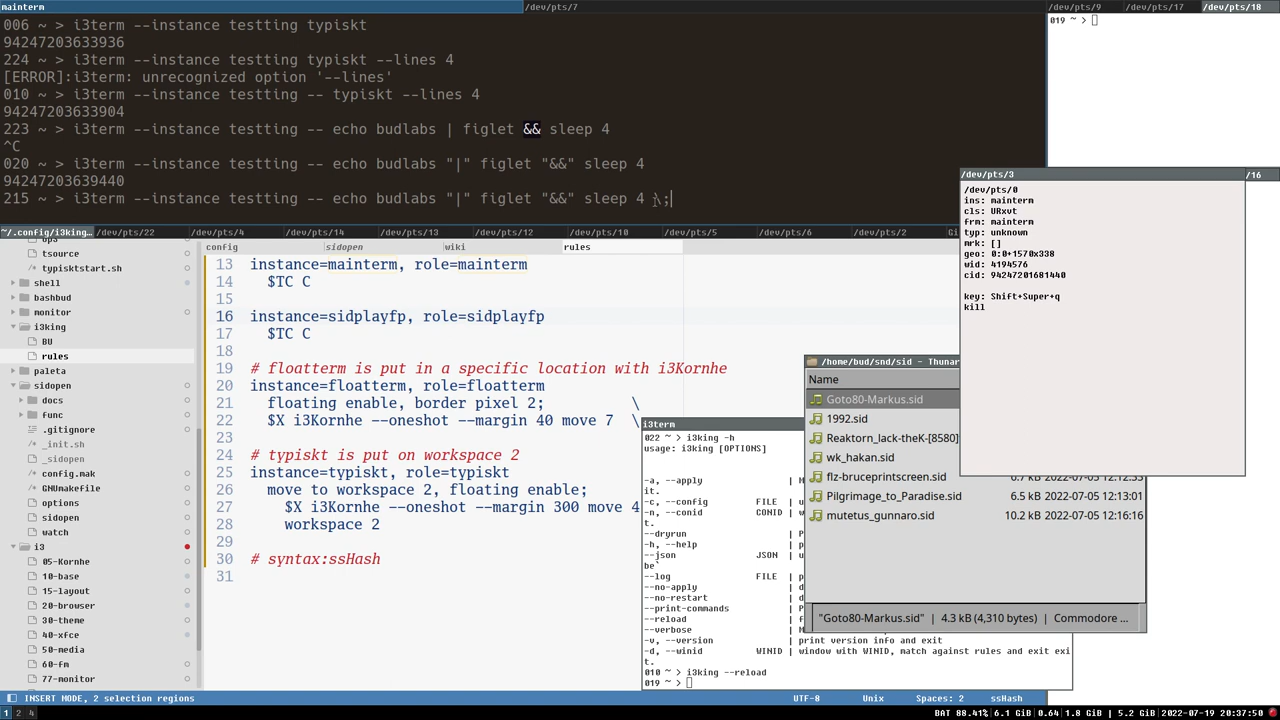 mainterm
/dev/pts/7
/dev/pts/9
/dev/pts/17
/dev/pts/18
006 ~ > i3term --instance testting typiskt
94247203633936
224 ~ > i3term --instance testting typiskt --lines 4
[ERROR]:i3term: unrecognized option '--lines'
010 ~ > i3term --instance testting -- typiskt --lines 4
94247203633904
223 ~ > i3term --instance testting -- echo budlabs | figlet && sleep 4
^C
020 ~ > i3term --instance testting -- echo budlabs "|" figlet "&&" sleep 4
94247203639440
215 ~ > i3term --instance testting -- echo budlabs "|" figlet "&&" sleep 4 \;
019 ~ >
/dev/pts/3
/16
/dev/pts/0
ins: mainterm
cls: URxvt
frm: mainterm
typ: unknown
mrk: []
geo: 0:0+1570x338
wid: 4194576
cid: 94247201681440
key: Shift+Super+q
kill
~/.config/i3king...
/dev/pts/22
/dev/pts/4
/dev/pts/14
/dev/pts/13
/dev/pts/12
/dev/pts/10
/dev/pts/5
/dev/pts/6
/dev/pts/2
tsource
typisktstart.sh
shell
bashbud
monitor
i3king
BU
rules
paleta
sidopen
docs
func
.gitignore
_init.sh
_sidopen
config.mak
GNUmakefile
options
sidopen
watch
i3
05-Kornhe
10-base
15-layout
20-browser
30-theme
40-xfce
50-media
60-fm
77-monitor
config
sidopen
wiki
rules
13 instance=mainterm, role=mainterm
14 $TC C
15
16 instance=sidplayfp, role=sidplayfp
17 $TC C
18
19 # floatterm is put in a specific location with i3Kornhe
20 instance=floatterm, role=floatterm
21 floating enable, border pixel 2; \
22 $X i3Kornhe --oneshot --margin 40 move 7 \
23
24 # typiskt is put on workspace 2
25 instance=typiskt, role=typiskt
26 move to workspace 2, floating enable;
27 $X i3Kornhe --oneshot --margin 300 move 4
28 workspace 2
29
30 # syntax:ssHash
31
i3term
022 ~ > i3king -h
usage: i3king [OPTIONS]
-a, --apply |
it.
-c, --config FILE |
-n, --conid CONID |
t.
--dryrun |
-h, --help |
--json JSON |
be`
--log FILE |
--no-apply |
--no-restart |
--print-commands |
--reload |
--verbose |
-v, --version | print version info and exit
-d, --winid WINID | window with WINID, match against rules and exit exi
t.
010 ~ > i3king --reload
019 ~ >
/home/bud/snd/sid - Thunar
Name
Goto80-Markus.sid
1992.sid
Reaktorn_lack-theK-[8580]
wk_hakan.sid
flz-bruceprintscreen.sid
Pilgrimage_to_Paradise.sid 6.5 kB 2022-07-05 12:13:01
mutetus_gunnaro.sid 10.2 kB 2022-07-05 12:16:16
"Goto80-Markus.sid" | 4.3 kB (4,310 bytes) | Commodore ...
INSERT MODE, 2 selection regions
UTF-8
Unix
Spaces: 2
ssHash
1 2 4
BAT 88.41% | 6.1 GiB | 0.64 | 1.8 GiB | 5.2 GiB | 2022-07-19 20:37:50